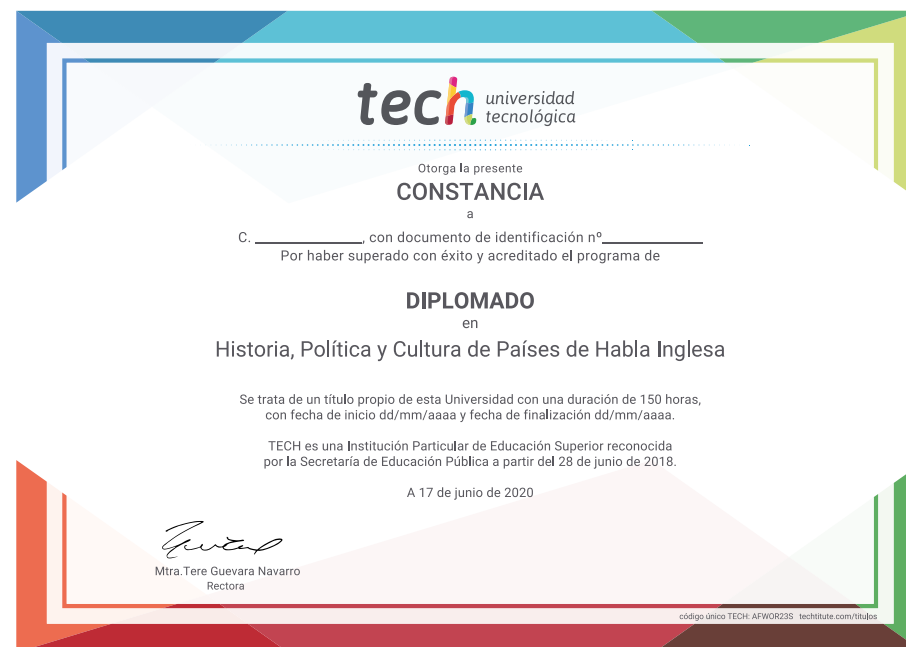 tech universidad
tecnológica
Otorga la presente
CONSTANCIA
a
C. ____________, con documento de identificación nº____________
Por haber superado con éxito y acreditado el programa de
DIPLOMADO
en
Historia, Política y Cultura de Países de Habla Inglesa
Se trata de un título propio de esta Universidad con una duración de 150 horas,
con fecha de inicio dd/mm/aaaa y fecha de finalización dd/mm/aaaa.
TECH es una Institución Particular de Educación Superior reconocida
por la Secretaría de Educación Pública a partir del 28 de junio de 2018.
A 17 de junio de 2020
Mtra.Tere Guevara Navarro
Rectora
código único TECH: AFWOR23S techtitute.com/titulos